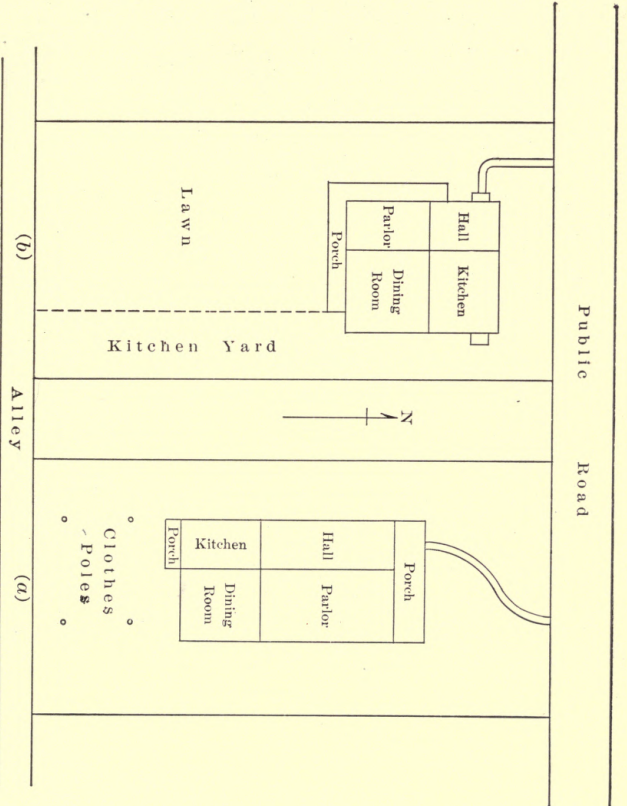 Public Road
Hall
Kitchen
Parlor
Dining
Room
Porch
Lawn
Kitchen Yard
N
Porch
Hall
Parlor
Kitchen
Dining
Room
Porch
Clothes
Poles
(b)
Alley
(a)